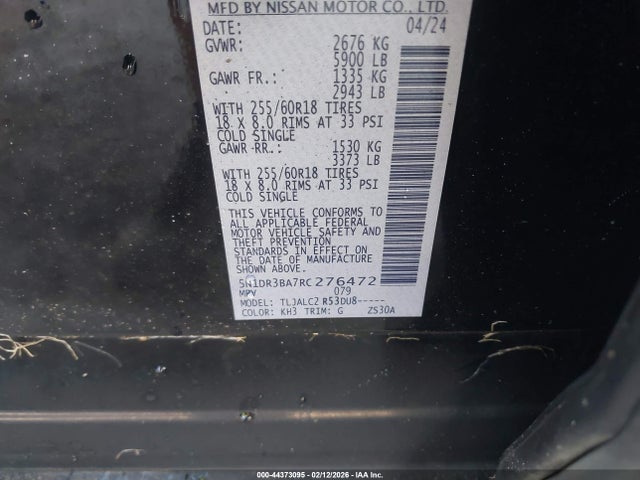 MFD BY NISSAN MOTOR CO., LTD.
DATE: 04/24
GVWR: 2676 KG
5900 LB
GAWR FR.: 1335 KG
2943 LB
WITH 255/60R18 TIRES
18 X 8.0 RIMS AT 33 PSI
COLD SINGLE
GAWR RR.: 1530 KG
3373 LB
WITH 255/60R18 TIRES
18 X 8.0 RIMS AT 33 PSI
COLD SINGLE
THIS VEHICLE CONFORMS TO
ALL APPLICABLE FEDERAL
MOTOR VEHICLE SAFETY AND
THEFT PREVENTION
STANDARDS IN EFFECT ON
THE DATE OF MANUFACTURE
SHOWN ABOVE.
5N1DR3BA7RC276472
MPV 079
MODEL: TLJALC2 R53DU8-----
COLOR: KH3 TRIM: G ZS30A
000-44373095 - 02/12/2026 - IAA Inc.